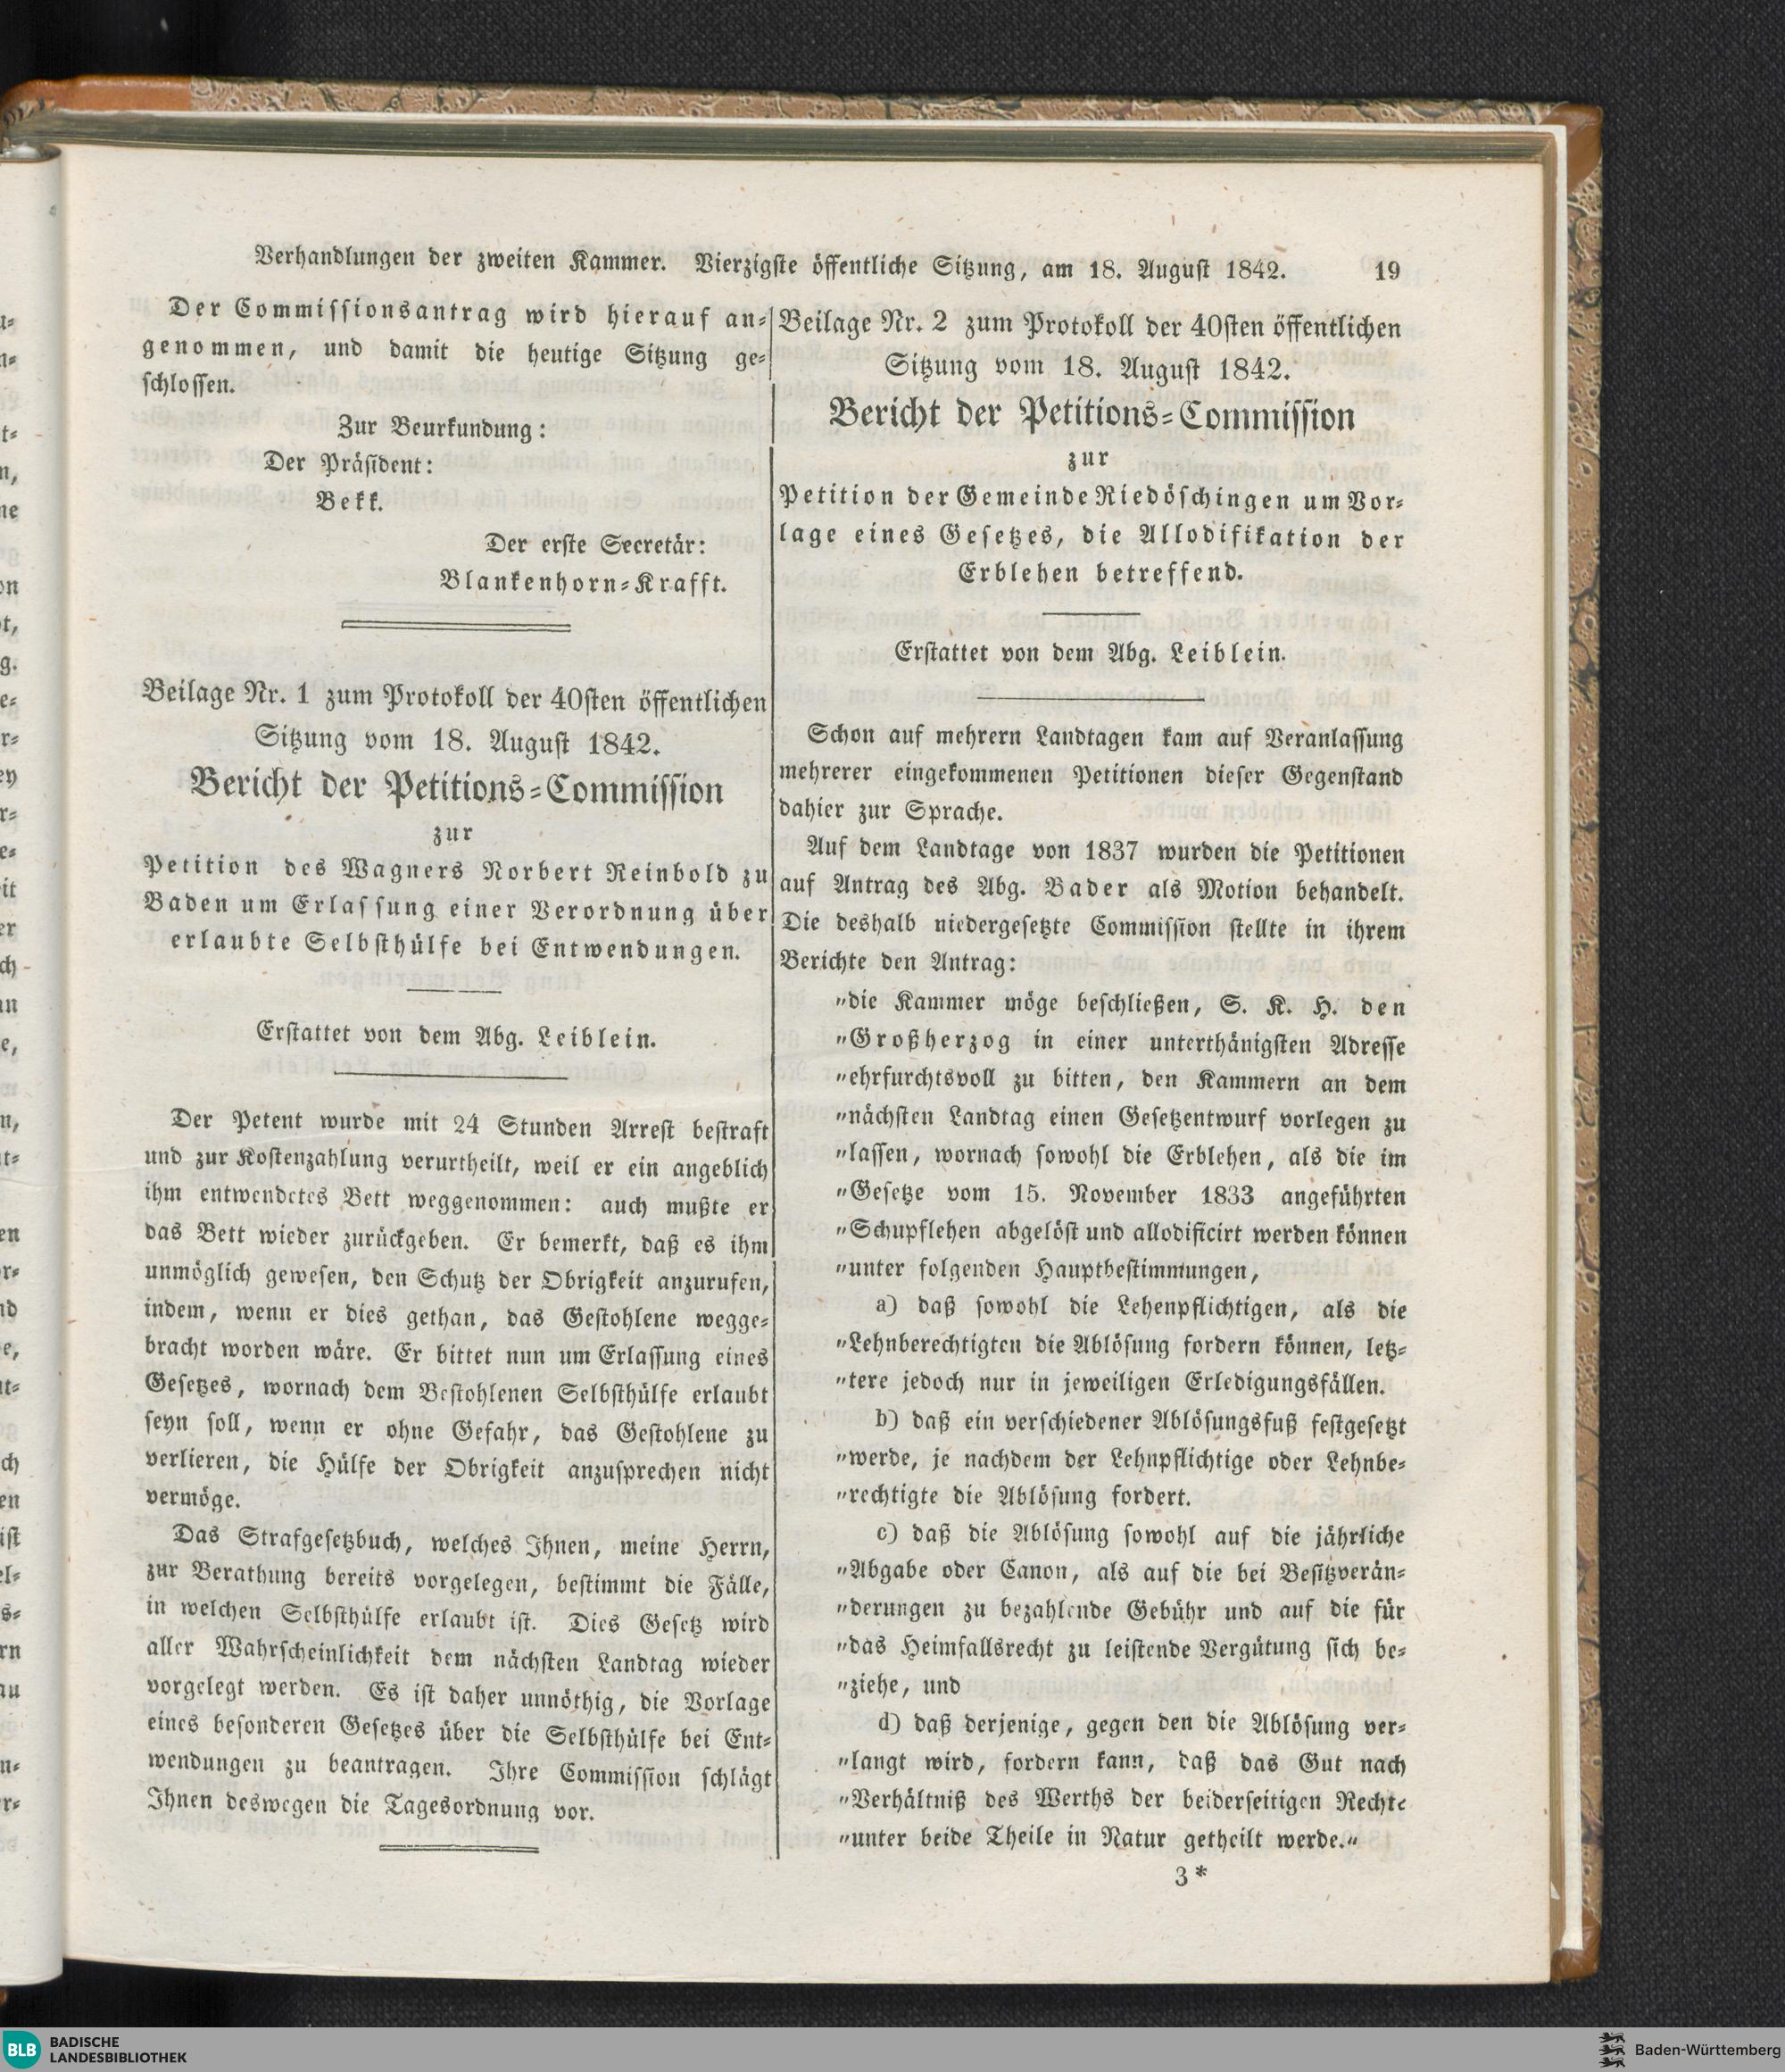 Verhandlungen der zweiten Kammer. Vierzigste öffentliche Sitzung, am 18. August 1842. 19
Der Commissionsantrag wird hierauf an⸗
genommen, und damit die heutige Sitzung ge⸗
schlossen.
Zur Beurkundung:
Der Präsident:
Bekk.
Der erste Secretär:
Blankenhorn⸗Krafft.
Beilage Nr. 1 zum Protokoll der 40sten öffentlichen
Sitzung vom 18. August 1842.
Bericht der Petitions⸗Commission
zur
Petition des Wagners Norbert Reinbold zu
Baden um Erlassung einer Verordnung über
erlaubte Selbsthülfe bei Entwendungen.
Erstattet von dem Abg. Leiblein.
Der Petent wurde mit 24 Stunden Arrest bestraft
und zur Kostenzahlung verurtheilt, weil er ein angeblich
ihm entwendetes Bett weggenommen: auch mußte er
das Bett wieder zurückgeben. Er bemerkt, daß es ihm
unmöglich gewesen, den Schutz der Obrigkeit anzurufen,
indem, wenn er dies gethan, das Gestohlene wegge⸗
bracht worden wäre. Er bittet nun um Erlassung eines
Gesetzes, wornach dem Bestohlenen Selbsthülfe erlaubt
seyn soll, wenn er ohne Gefahr, das Gestohlene zu
verlieren, die Hülfe der Obrigkeit anzusprechen nicht
vermöge.
Das Strafgesetzbuch, welches Ihnen, meine Herrn,
zur Berathung bereits vorgelegen, bestimmt die Fälle,
in welchen Selbsthülfe erlaubt ist. Dies Gesetz wird
aller Wahrscheinlichkeit dem nächsten Landtag wieder
vorgelegt werden. Es ist daher unnöthig, die Vorlage
eines besonderen Gesetzes über die Selbsthülfe bei Ent⸗
wendungen zu beantragen. Ihre Commission schlägt
Ihnen deswegen die Tagesordnung vor.
Beilage Nr. 2 zum Protokoll der 40sten öffentlichen
Sitzung vom 18. August 1842.
Bericht der Petitions⸗Commission
zur
Petition der Gemeinde Riedöschingen um Vor⸗
lage eines Gesetzes, die Allodifikation der
Erblehen betreffend.
Erstattet von dem Abg. Leiblein.
Schon auf mehrern Landtagen kam auf Veranlassung
mehrerer eingekommenen Petitionen dieser Gegenstand
dahier zur Sprache.
Auf dem Landtage von 1837 wurden die Petitionen
auf Antrag des Abg. Bader als Motion behandelt.
Die deshalb niedergesetzte Commission stellte in ihrem
Berichte den Antrag:
„die Kammer möge beschließen, S. K. H. den
„Großherzog in einer unterthänigsten Adresse
„ehrfurchtsvoll zu bitten, den Kammern an dem
„nächsten Landtag einen Gesetzentwurf vorlegen zu
„lassen, wornach sowohl die Erblehen, als die im
„Gesetze vom 15. November 1833 angeführten
„Schupflehen abgelöst und allodificirt werden können
„unter folgenden Hauptbestimmungen,
a) daß sowohl die Lehenpflichtigen, als die
„Lehnberechtigten die Ablösung fordern können, letz⸗
„tere jedoch nur in jeweiligen Erledigungsfällen.
b) daß ein verschiedener Ablösungsfuß festgesetzt
„werde, je nachdem der Lehnpflichtige oder Lehnbe⸗
„rechtigte die Ablösung fordert.
c) daß die Ablösung sowohl auf die jährliche
„Abgabe oder Canon, als auf die bei Besitzverän⸗
„derungen zu bezahlende Gebühr und auf die für
„das Heimfallsrecht zu leistende Vergütung sich be⸗
„ziehe, und
d) daß derjenige, gegen den die Ablösung ver⸗
„langt wird, fordern kann, daß das Gut nach
„Verhältniß des Werths der beiderseitigen Rechte
„unter beide Theile in Natur getheilt werde.“
3*
BLB BADISCHE
LANDESBIBLIOTHEK
Baden-Württemberg